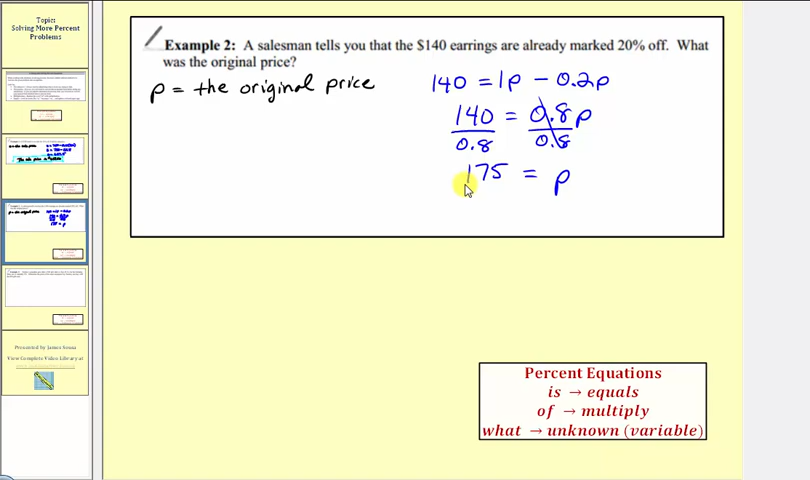 Topic:
Solving More Percent
Problems
Presented by James Sousa
View Complete Video Library at
Example 2: A salesman tells you that the $140 earrings are already marked 20% off. What
was the original price?
p = the original price
140 = 1p - 0.2p
140 = 0.8p
0.8 0.8
175 = p
Percent Equations
is → equals
of → multiply
what → unknown (variable)